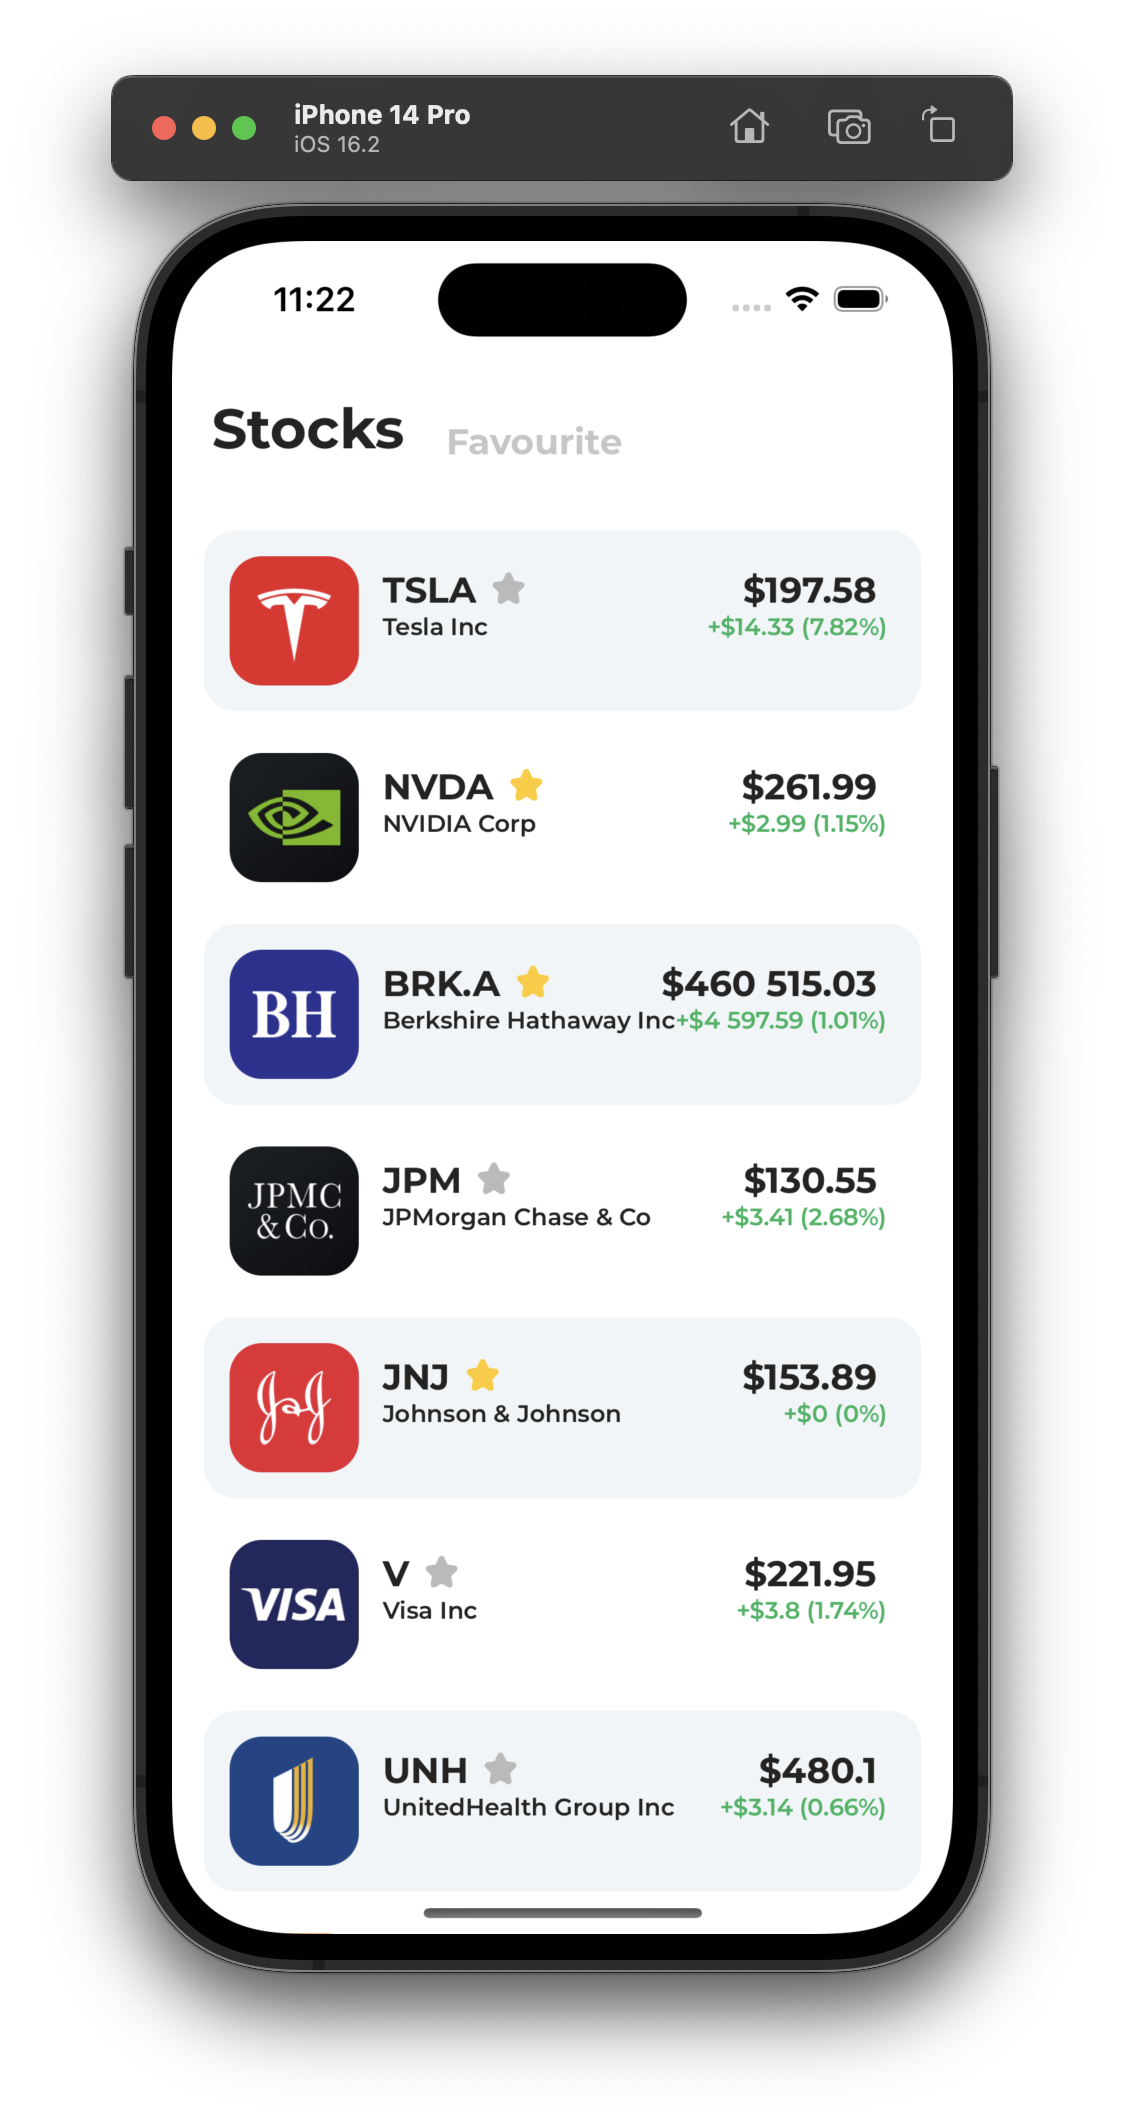 iPhone 14 Pro
iOS 16.2
11:22
Stocks Favourite
TSLA $197.58
Tesla Inc +$14.33 (7.82%)
NVDA $261.99
NVIDIA Corp +$2.99 (1.15%)
BH
BRK.A $460 515.03
Berkshire Hathaway Inc +$4 597.59 (1.01%)
JPMC
& Co.
JPM $130.55
JPMorgan Chase & Co +$3.41 (2.68%)
J&J
JNJ $153.89
Johnson & Johnson +$0 (0%)
VISA
V $221.95
Visa Inc +$3.8 (1.74%)
UNH $480.1
UnitedHealth Group Inc +$3.14 (0.66%)